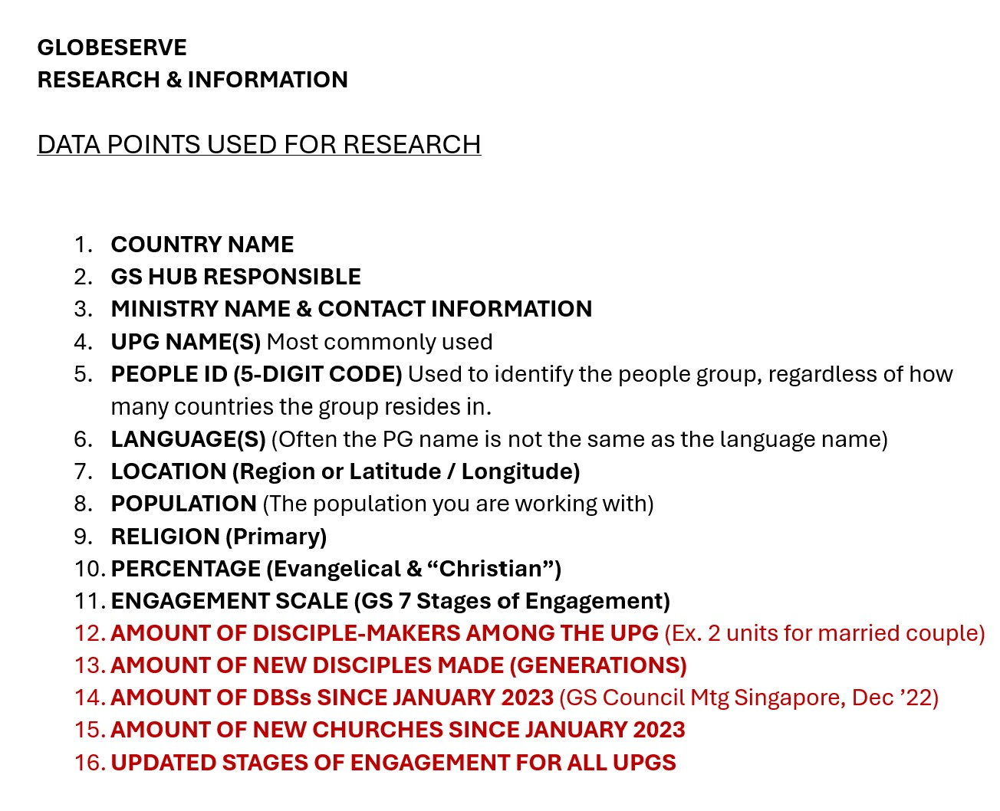 GLOBESERVE
RESEARCH & INFORMATION
DATA POINTS USED FOR RESEARCH
1. COUNTRY NAME
2. GS HUB RESPONSIBLE
3. MINISTRY NAME & CONTACT INFORMATION
4. UPG NAME(S) Most commonly used
5. PEOPLE ID (5-DIGIT CODE) Used to identify the people group, regardless of how
many countries the group resides in.
6. LANGUAGE(S) (Often the PG name is not the same as the language name)
7. LOCATION (Region or Latitude / Longitude)
8. POPULATION (The population you are working with)
9. RELIGION (Primary)
10. PERCENTAGE (Evangelical & “Christian”)
11. ENGAGEMENT SCALE (GS 7 Stages of Engagement)
12. AMOUNT OF DISCIPLE-MAKERS AMONG THE UPG (Ex. 2 units for married couple)
13. AMOUNT OF NEW DISCIPLES MADE (GENERATIONS)
14. AMOUNT OF DBSs SINCE JANUARY 2023 (GS Council Mtg Singapore, Dec ’22)
15. AMOUNT OF NEW CHURCHES SINCE JANUARY 2023
16. UPDATED STAGES OF ENGAGEMENT FOR ALL UPGS